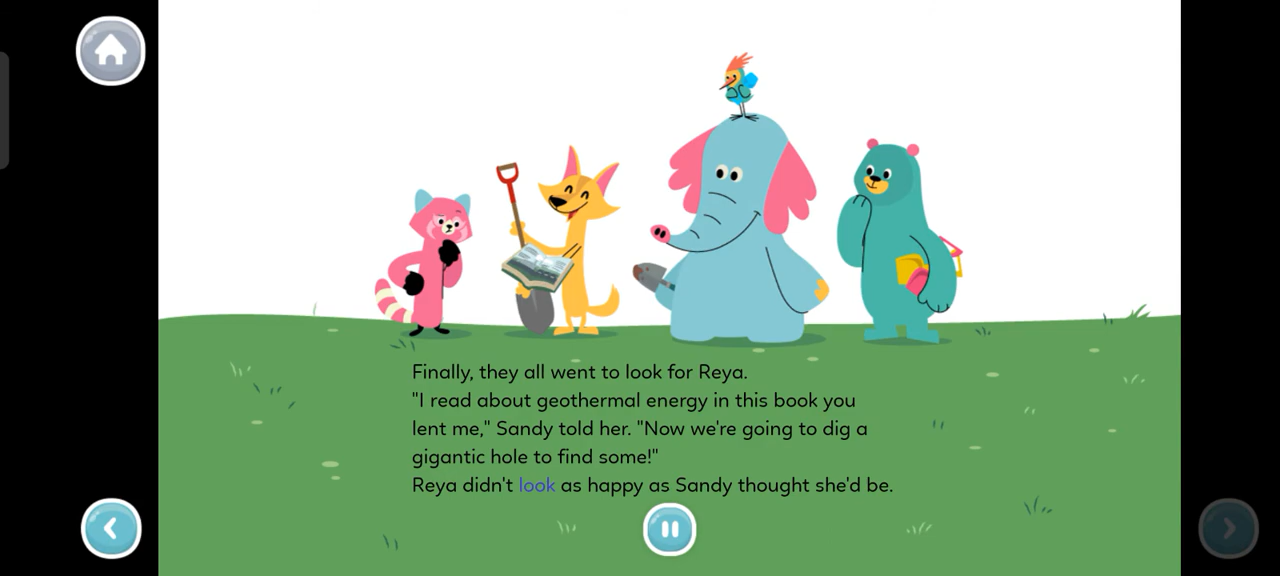 Finally, they all went to look for Reya.
"I read about geothermal energy in this book you
lent me," Sandy told her. "Now we're going to dig a
gigantic hole to find some!"
Reya didn't look as happy as Sandy thought she'd be.